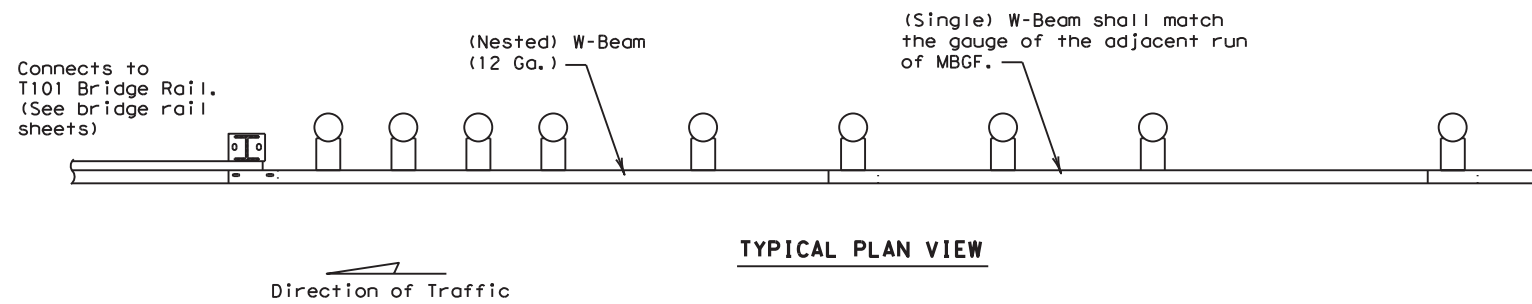 Connects to
T101 Bridge Rail.
(See bridge rail
sheets)
(Nested) W-Beam
(12 Ga.)
(Single) W-Beam shall match
the gauge of the adjacent run
of MBGF.
TYPICAL PLAN VIEW
Direction of Traffic